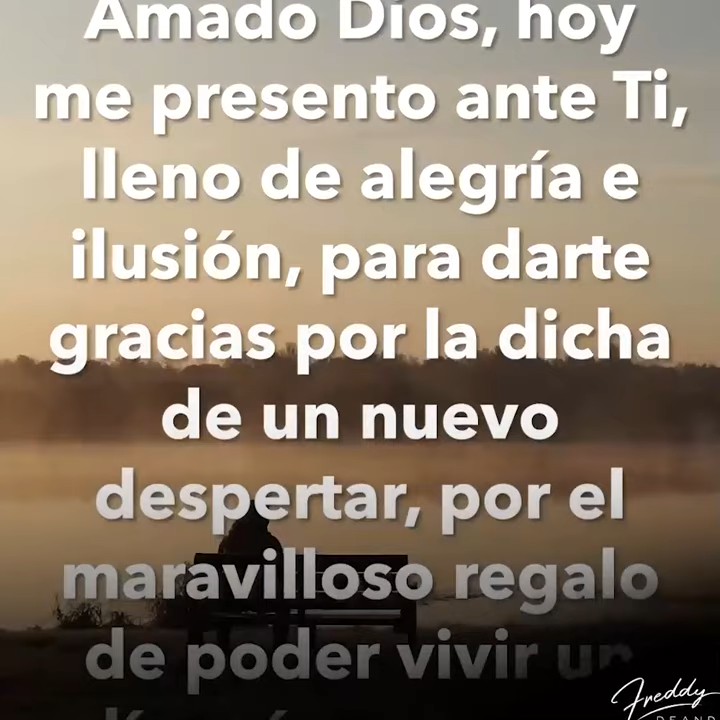 Amado Dios, hoy
me presento ante Ti,
lleno de alegría e
ilusión, para darte
gracias por la dicha
de un nuevo
despertar, por el
maravilloso regalo
de poder vivir un
Freddy